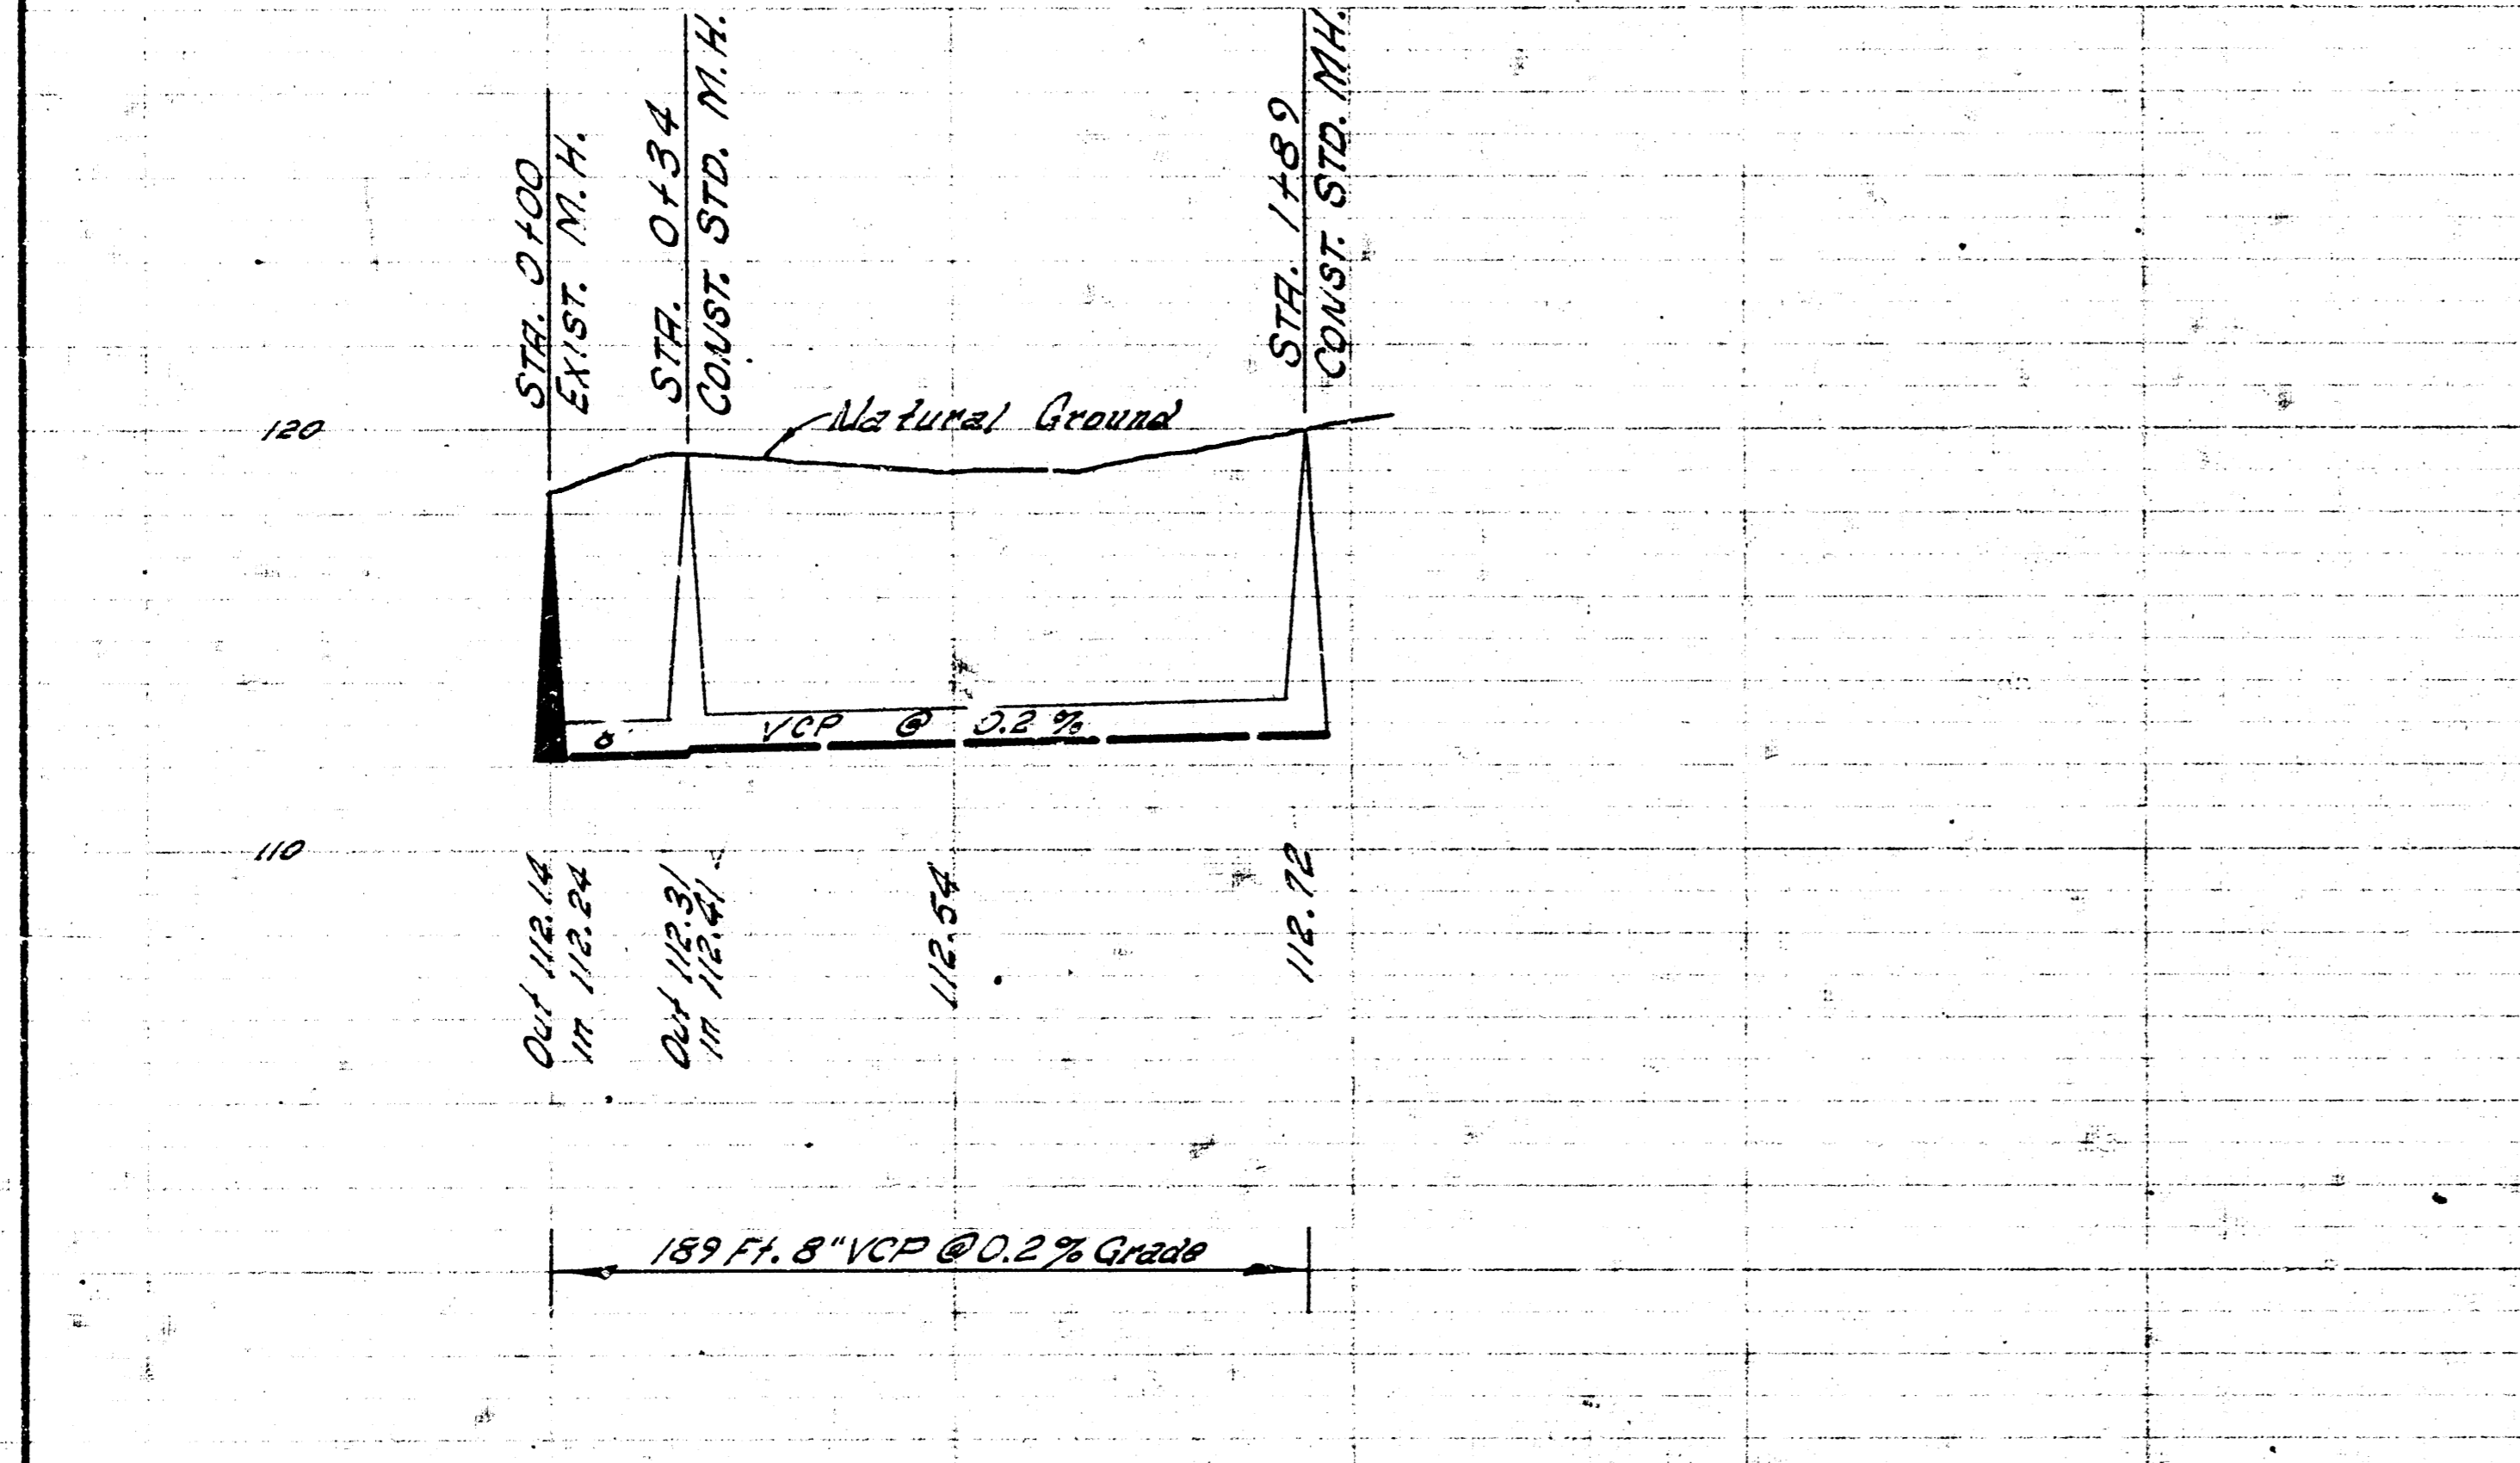 STA. 0+00
EXIST. M.H.
STA. 0+34
CONST. STD. M.H.
STA. 1+89
CONST. STD. MH.
120
Natural Ground
8" VCP @ 0.2%
110
Out 112.14
In 112.24
Out 112.31
In 112.41
112.54
112.72
189 Ft. 8" VCP @ 0.2% Grade